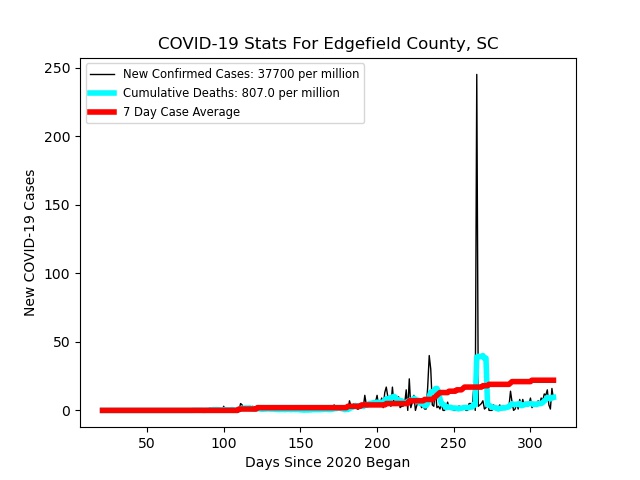 COVID-19 Stats For Edgefield County, SC
New Confirmed Cases: 37700 per million
Cumulative Deaths: 807.0 per million
7 Day Case Average
New COVID-19 Cases
250
200
150
100
50
0
50 100 150 200 250 300
Days Since 2020 Began